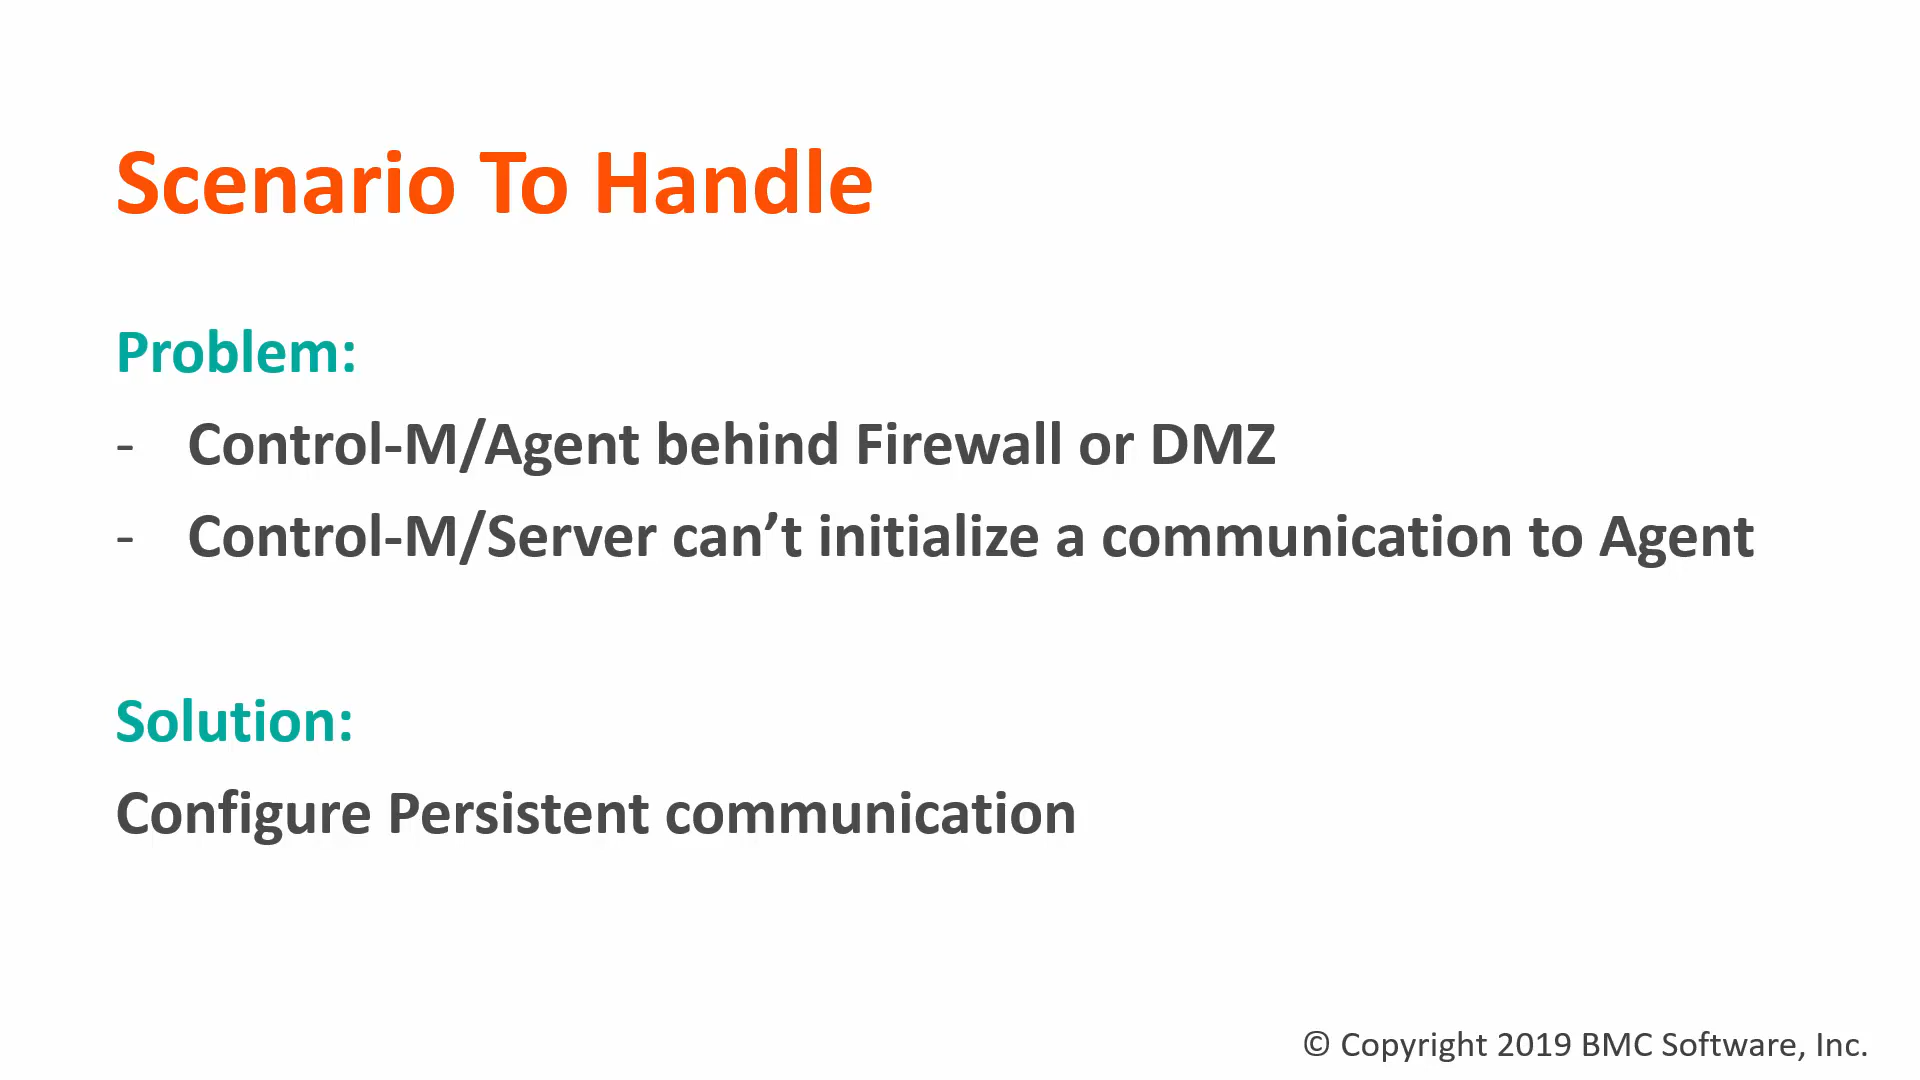 Scenario To Handle
Problem:
- Control-M/Agent behind Firewall or DMZ
- Control-M/Server can’t initialize a communication to Agent
Solution:
Configure Persistent communication
© Copyright 2019 BMC Software, Inc.